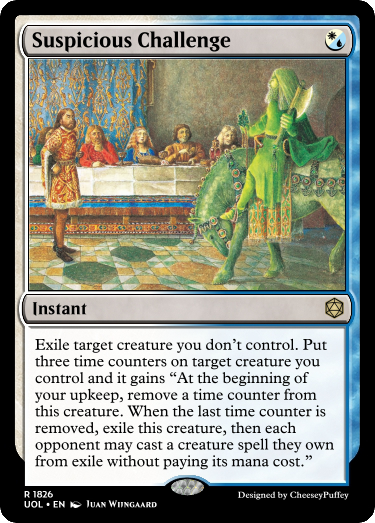 Suspicious Challenge
Instant
Exile target creature you don't control. Put
three time counters on target creature you
control and it gains “At the beginning of
your upkeep, remove a time counter from
this creature. When the last time counter is
removed, exile this creature, then each
opponent may cast a creature spell they own
from exile without paying its mana cost.”
R 1826
UOL • EN Juan Wijngaard
Designed by CheeseyPuffey